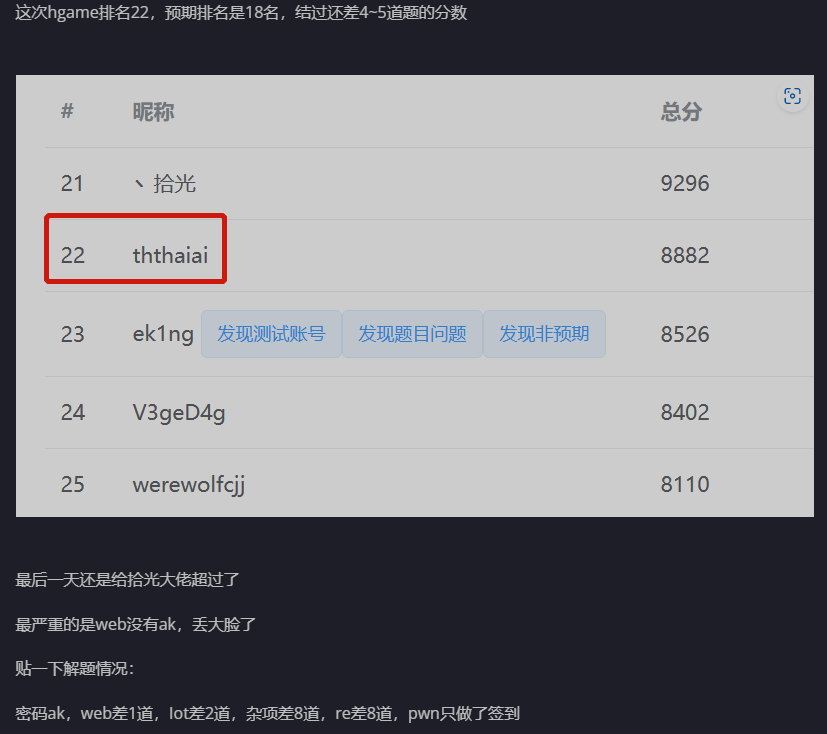 这次hgame排名22，预期排名是18名，结过还差4~5道题的分数
# 昵称 总分
21 丶拾光 9296
22 ththaiai 8882
23 ek1ng 发现测试账号 发现题目问题 发现非预期 8526
24 V3geD4g 8402
25 werewolfcjj 8110
最后一天还是给拾光大佬超过了
最严重的是web没有ak，丢大脸了
贴一下解题情况：
密码ak，web差1道，Iot差2道，杂项差8道，re差8道，pwn只做了签到